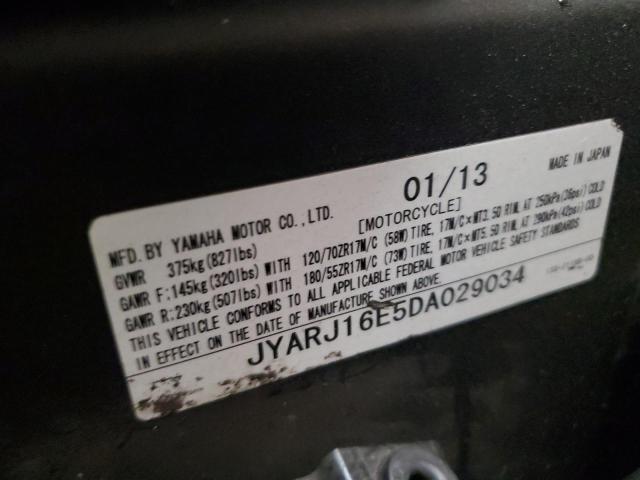 01/13
MADE IN JAPAN
MFD. BY YAMAHA MOTOR CO., LTD.
[MOTORCYCLE]
GVWR 375kg(827lbs)
GAWR F:145kg(320lbs) WITH 120/70ZR17M/C (58W) TIRE, 17M/C×MT3.50 RIM, AT 250kPa(36psi) COLD
GAWR R:230kg(507lbs) WITH 180/55ZR17M/C (73W) TIRE, 17M/C×MT5.50 RIM, AT 290kPa(42psi) COLD
THIS VEHICLE CONFORMS TO ALL APPLICABLE FEDERAL MOTOR VEHICLE SAFETY STANDARDS
IN EFFECT ON THE DATE OF MANUFACTURE SHOWN ABOVE.
JYARJ16E5DA029034